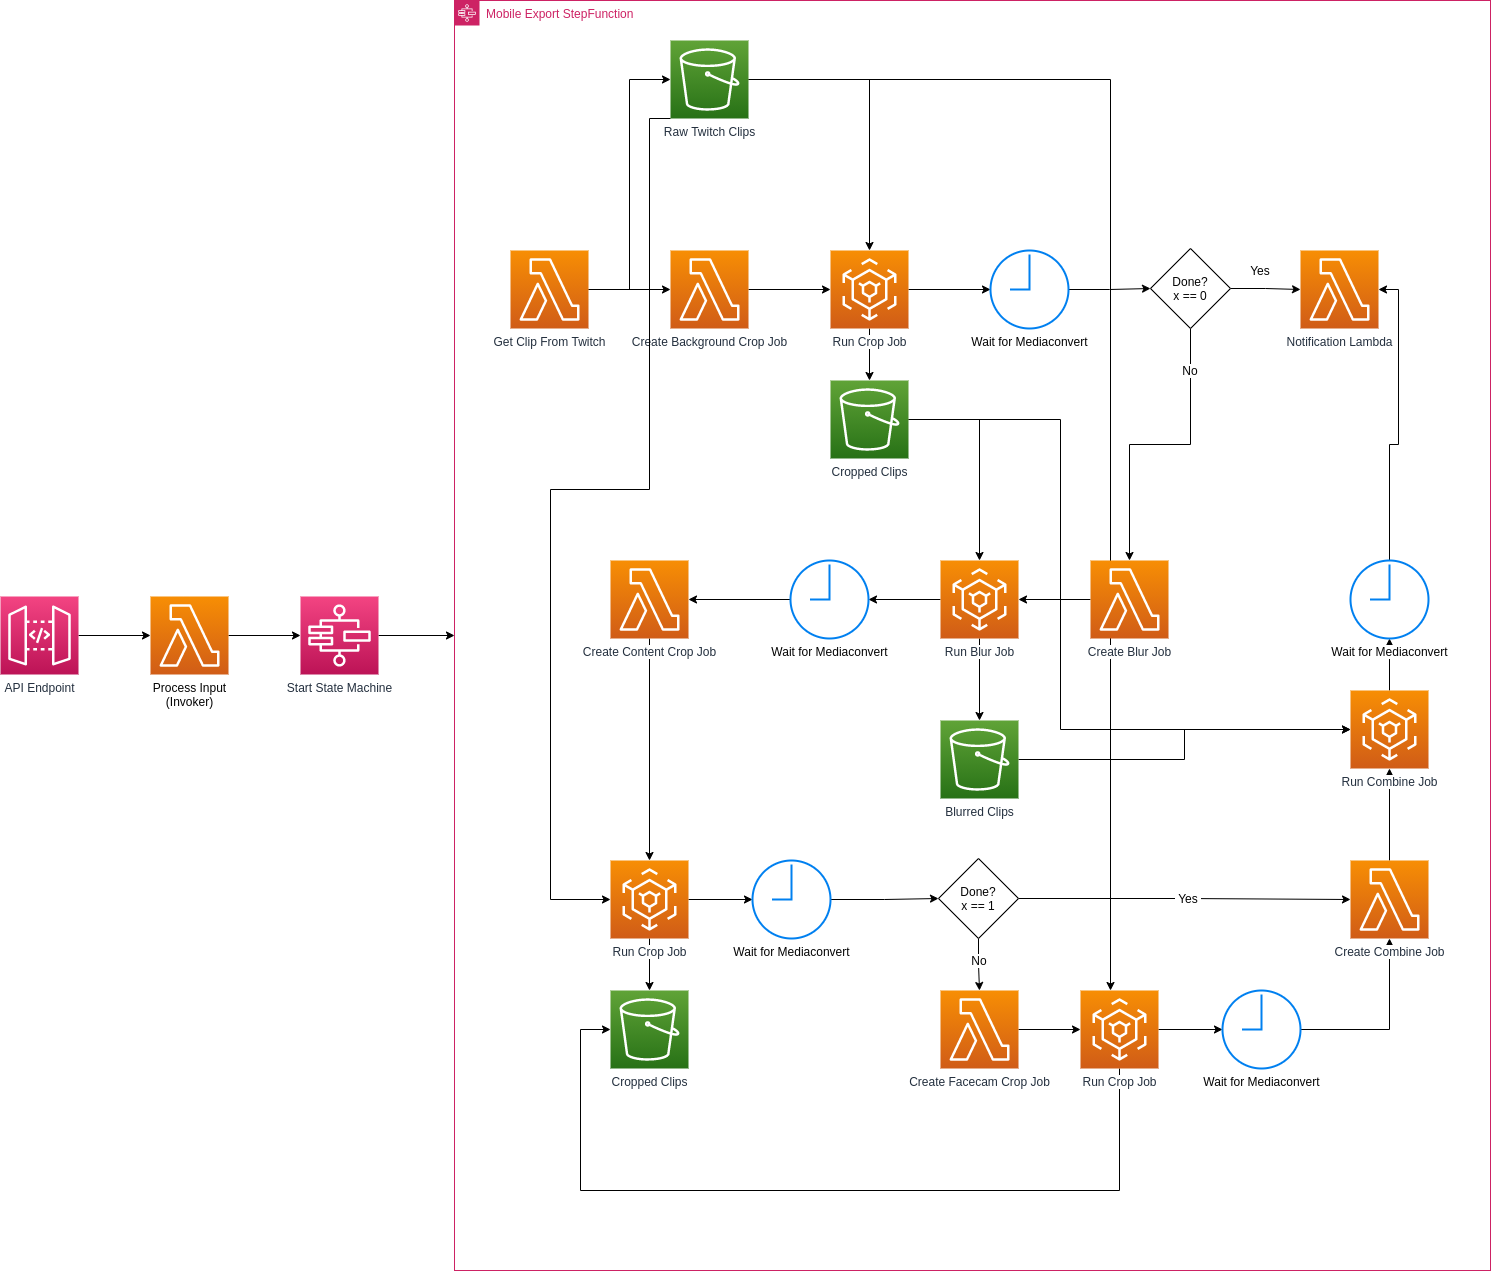 Mobile Export StepFunction
Raw Twitch Clips
Get Clip From Twitch
Create Background Crop Job
Run Crop Job
Wait for Mediaconvert
Done?
x == 0
Yes
Notification Lambda
No
Cropped Clips
Create Content Crop Job
Wait for Mediaconvert
Run Blur Job
Create Blur Job
Wait for Mediaconvert
API Endpoint
Process Input
(Invoker)
Start State Machine
Run Combine Job
Blurred Clips
Run Crop Job
Wait for Mediaconvert
Done?
x == 1
Yes
Create Combine Job
No
Cropped Clips
Create Facecam Crop Job
Run Crop Job
Wait for Mediaconvert